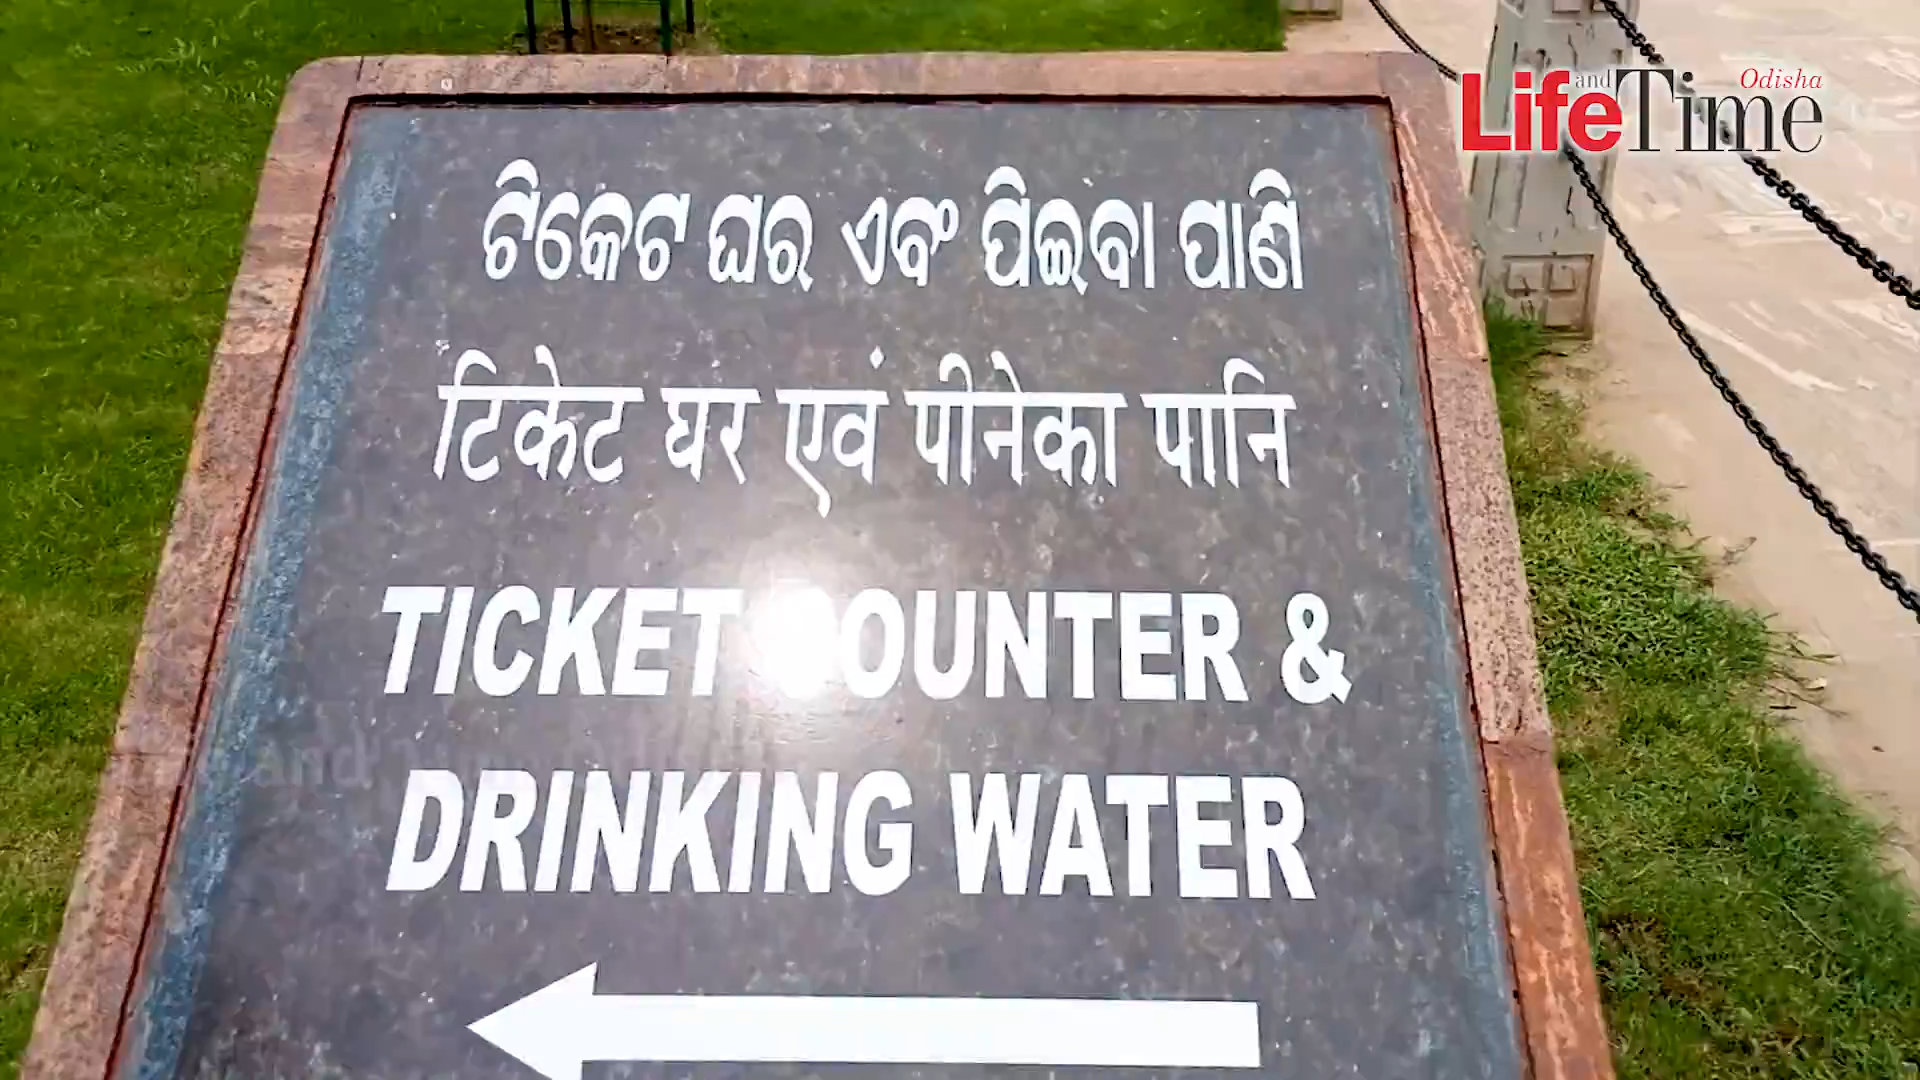 Life and Time Odisha
ଟିକେଟ ଘର ଏବଂ ପିଇବା ପାଣି
टिकेट घर एवं पीनेका पानि
TICKET COUNTER &
DRINKING WATER